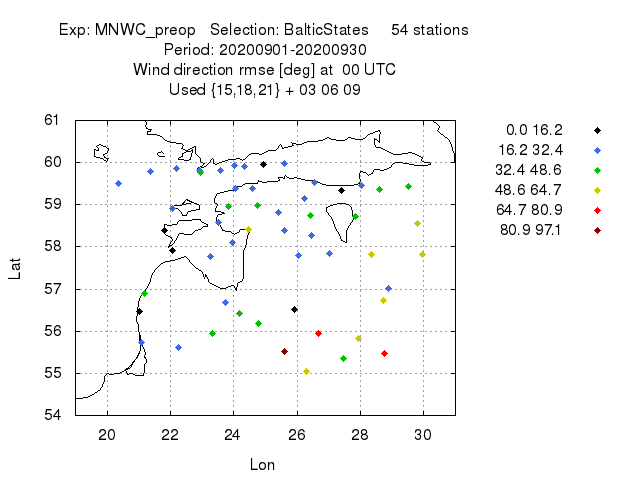 Exp: MNWC_preop   Selection: BalticStates     54 stations
Period: 20200901-20200930
Wind direction rmse [deg] at  00 UTC
Used {15,18,21} + 03 06 09
0.0 16.2
16.2 32.4
32.4 48.6
48.6 64.7
64.7 80.9
80.9 97.1
61
60
59
58
57
56
55
54
Lat
20 22 24 26 28 30
Lon